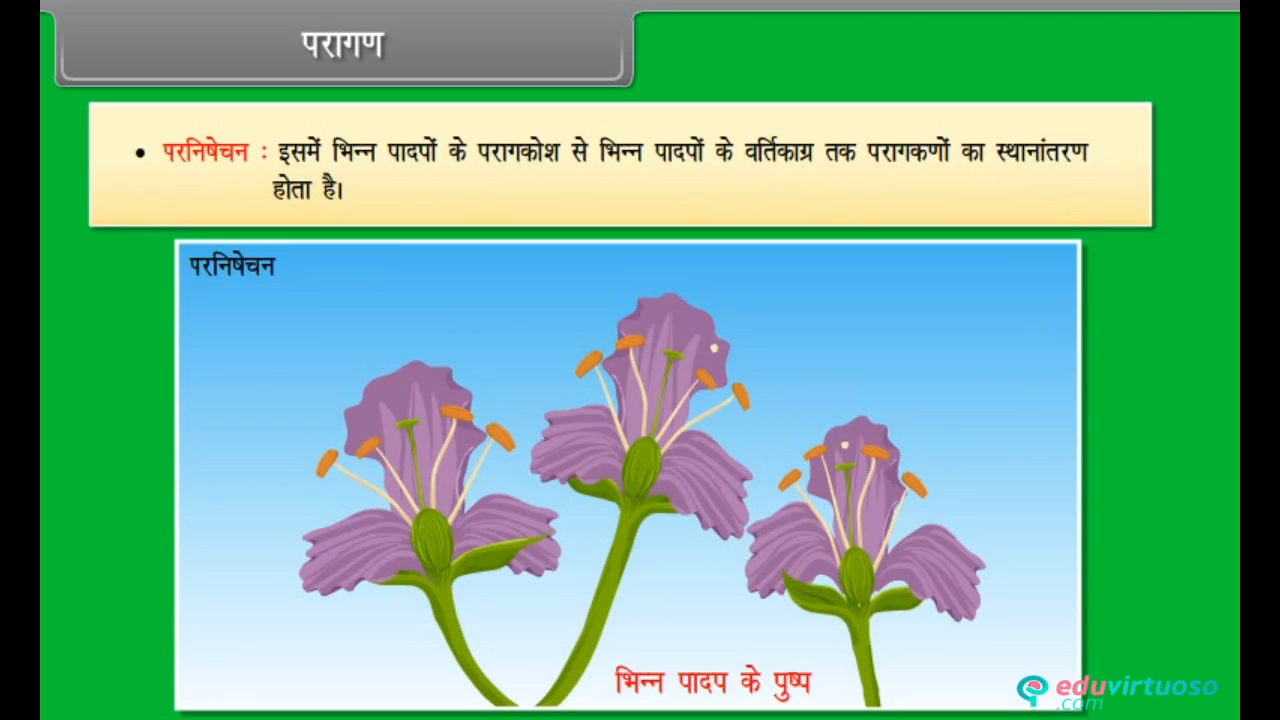 परागण
• परनिषेचन : इसमें भिन्न पादपों के परागकोश से भिन्न पादपों के वर्तिकाग्र तक परागकणों का स्थानांतरण
होता है।
परनिषेचन
भिन्न पादप के पुष्प
eduvirtuoso
.com